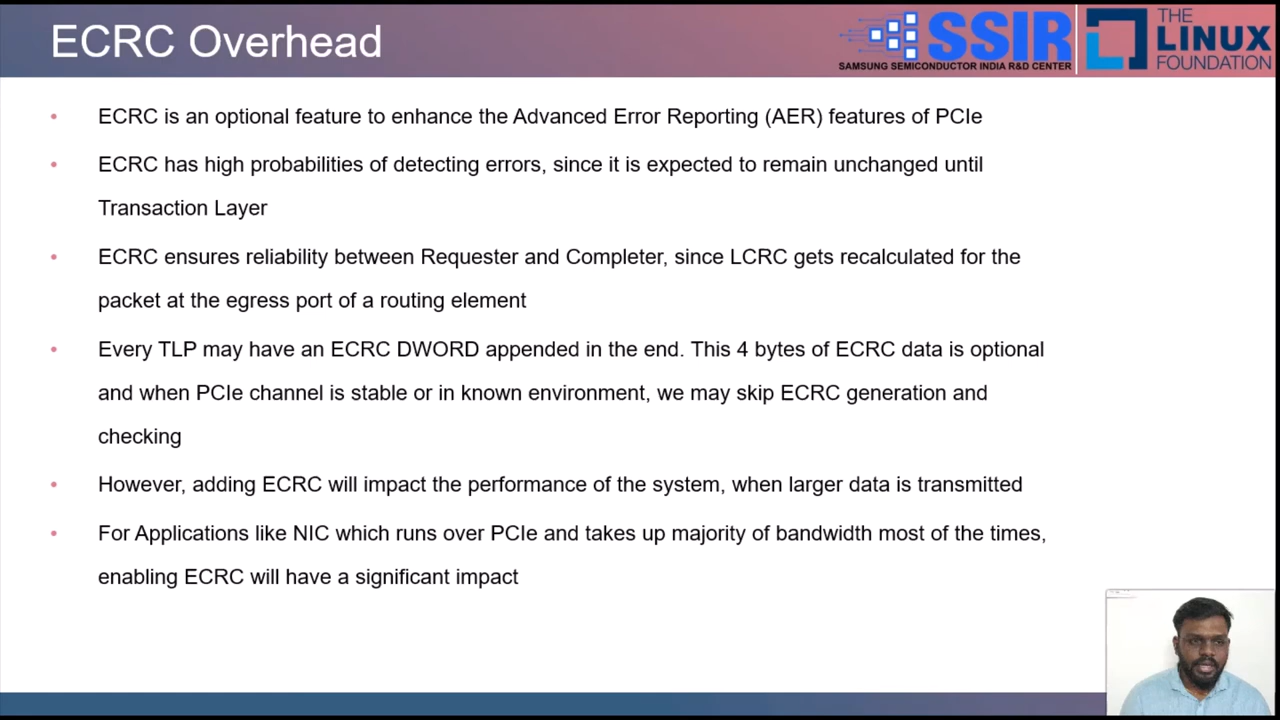 ECRC Overhead
SSIR
SAMSUNG SEMICONDUCTOR INDIA R&D CENTER
THE
LINUX
FOUNDATION
• ECRC is an optional feature to enhance the Advanced Error Reporting (AER) features of PCIe
• ECRC has high probabilities of detecting errors, since it is expected to remain unchanged until
Transaction Layer
• ECRC ensures reliability between Requester and Completer, since LCRC gets recalculated for the
packet at the egress port of a routing element
• Every TLP may have an ECRC DWORD appended in the end. This 4 bytes of ECRC data is optional
and when PCIe channel is stable or in known environment, we may skip ECRC generation and
checking
• However, adding ECRC will impact the performance of the system, when larger data is transmitted
• For Applications like NIC which runs over PCIe and takes up majority of bandwidth most of the times,
enabling ECRC will have a significant impact